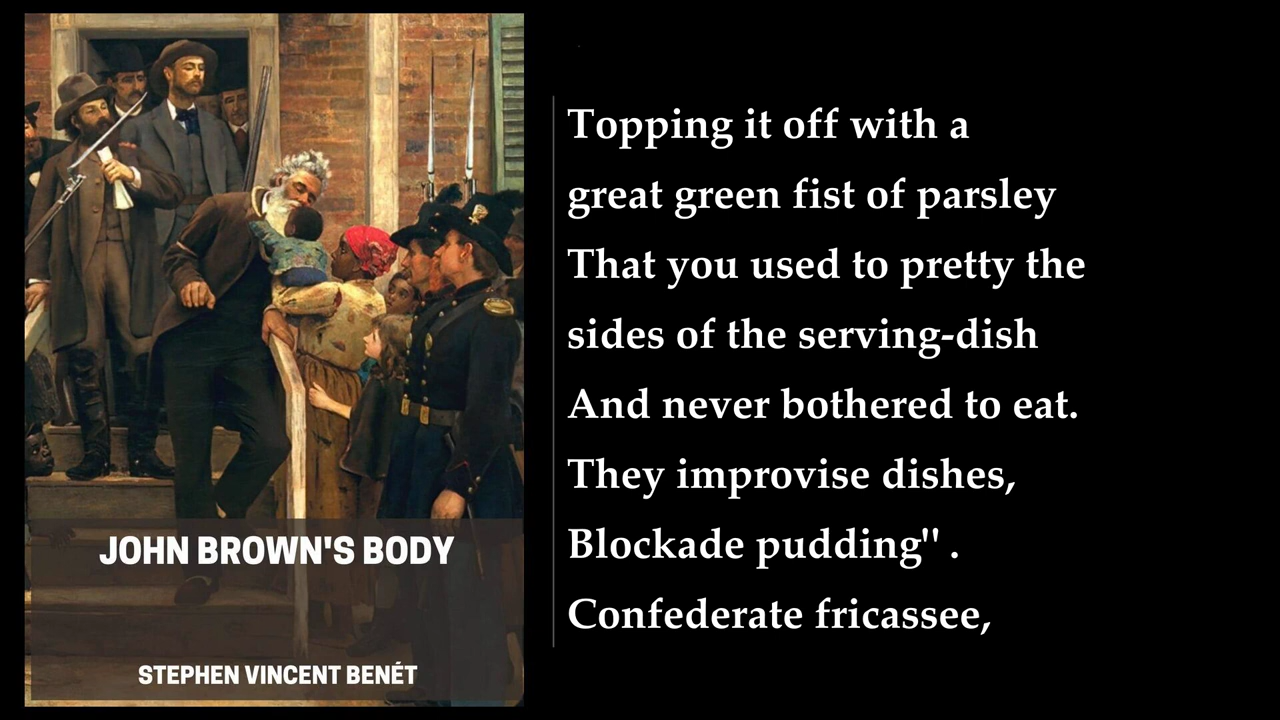 JOHN BROWN'S BODY
STEPHEN VINCENT BENÉT
Topping it off with a
great green fist of parsley
That you used to pretty the
sides of the serving-dish
And never bothered to eat.
They improvise dishes,
Blockade pudding" .
Confederate fricassee,